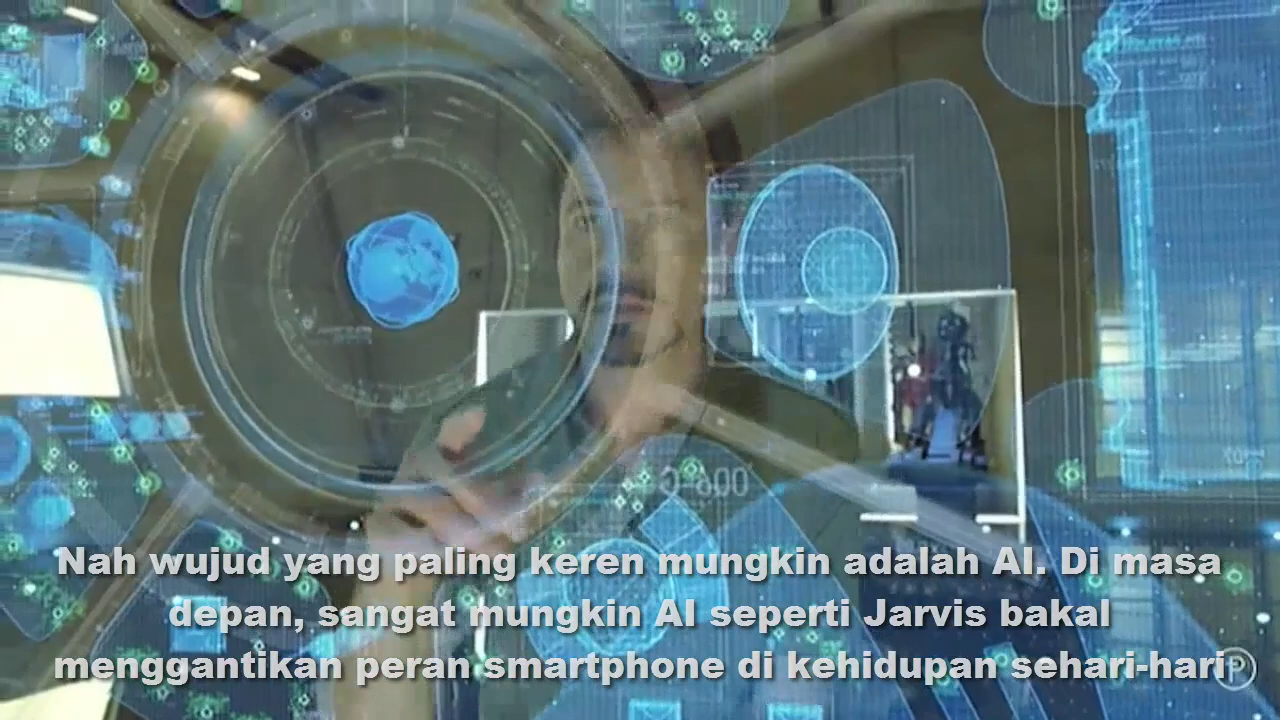 Nah wujud yang paling keren mungkin adalah AI. Di masa
depan, sangat mungkin AI seperti Jarvis bakal
menggantikan peran smartphone di kehidupan sehari-hari
P